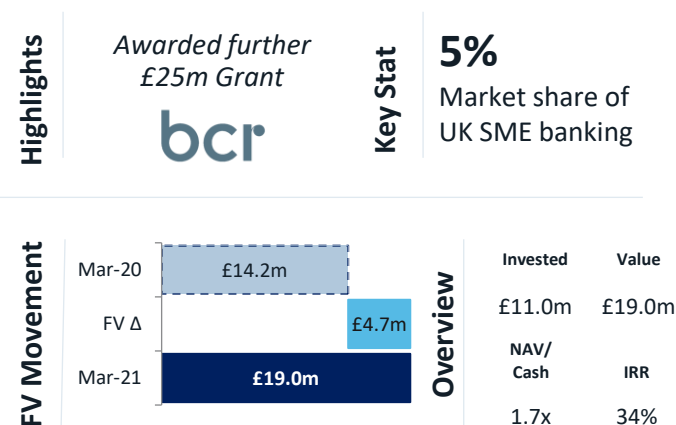 Highlights
Awarded further
£25m Grant
bcr
Key Stat
5%
Market share of
UK SME banking
FV Movement
Mar-20
£14.2m
FV Δ
£4.7m
Mar-21
£19.0m
Overview
Invested Value
£11.0m £19.0m
NAV/
Cash IRR
1.7x 34%